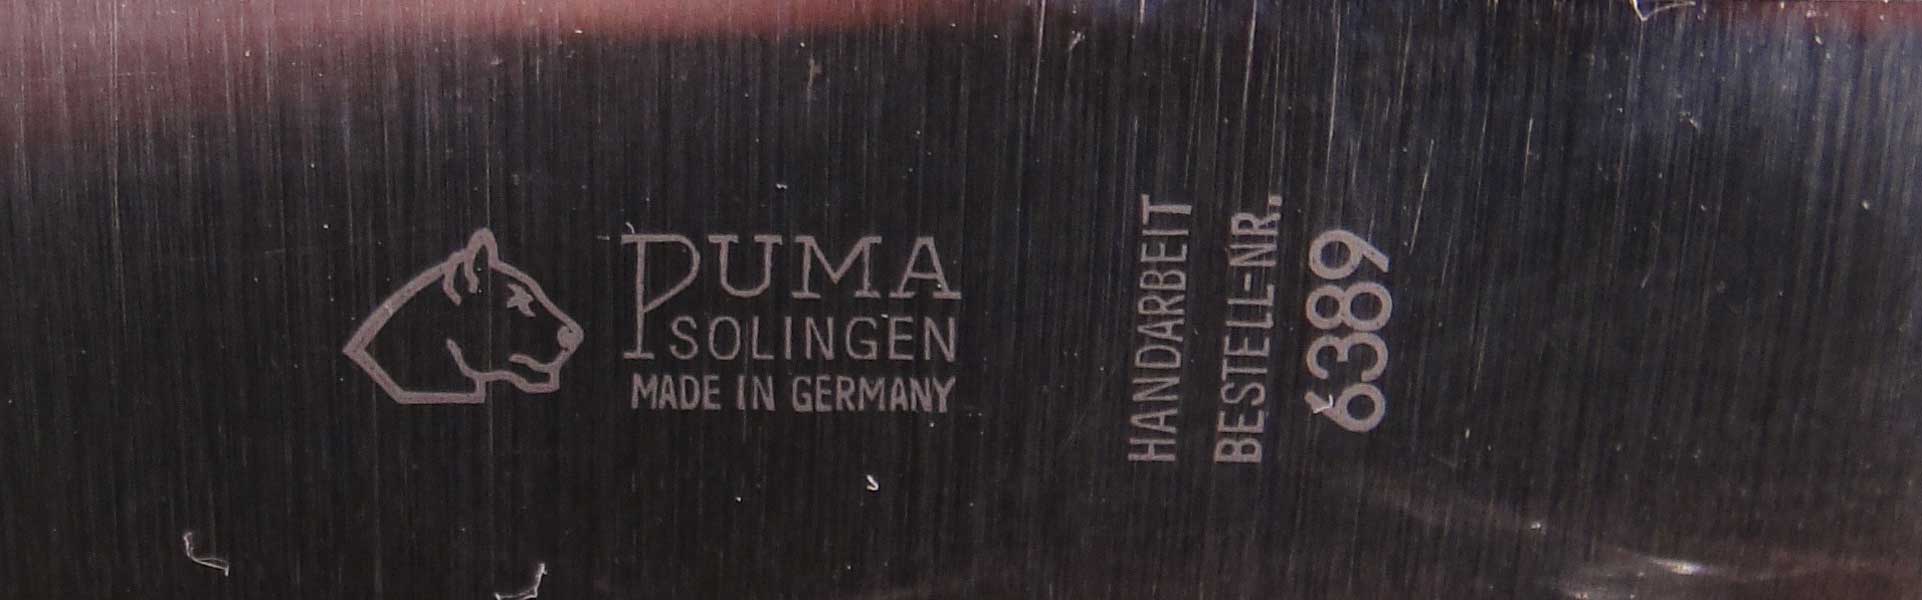 PUMA
SOLINGEN
MADE IN GERMANY
HANDARBEIT
BESTELL-NR.
6389